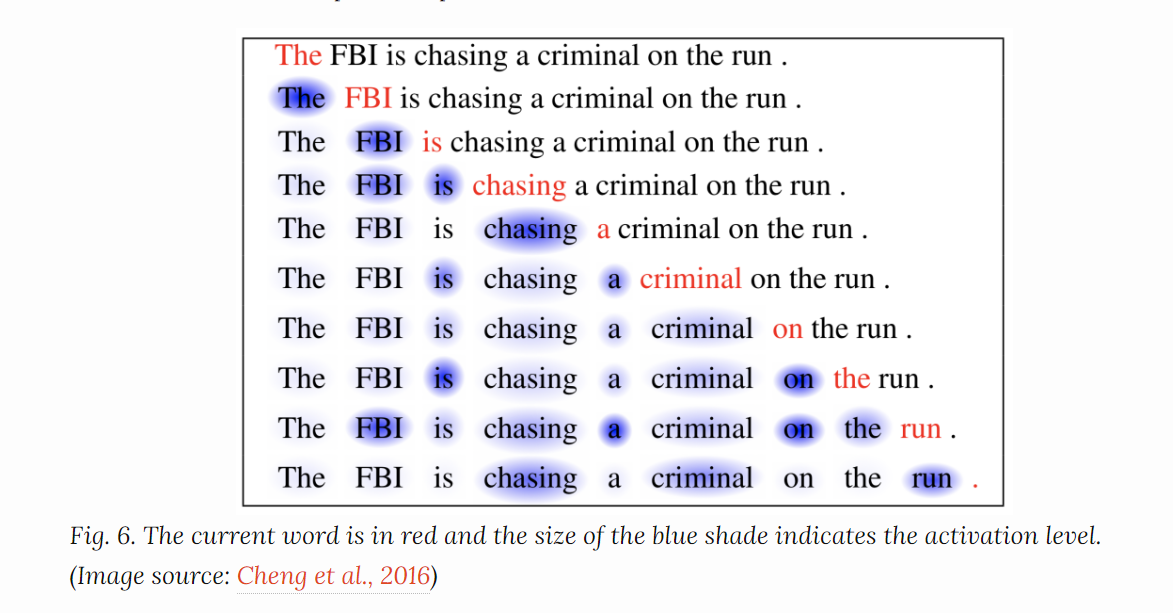 The FBI is chasing a criminal on the run .
The FBI is chasing a criminal on the run .
The FBI is chasing a criminal on the run .
The FBI is chasing a criminal on the run .
The FBI is chasing a criminal on the run .
The FBI is chasing a criminal on the run .
The FBI is chasing a criminal on the run .
The FBI is chasing a criminal on the run .
The FBI is chasing a criminal on the run .
The FBI is chasing a criminal on the run .
Fig. 6. The current word is in red and the size of the blue shade indicates the activation level.
(Image source: Cheng et al., 2016)